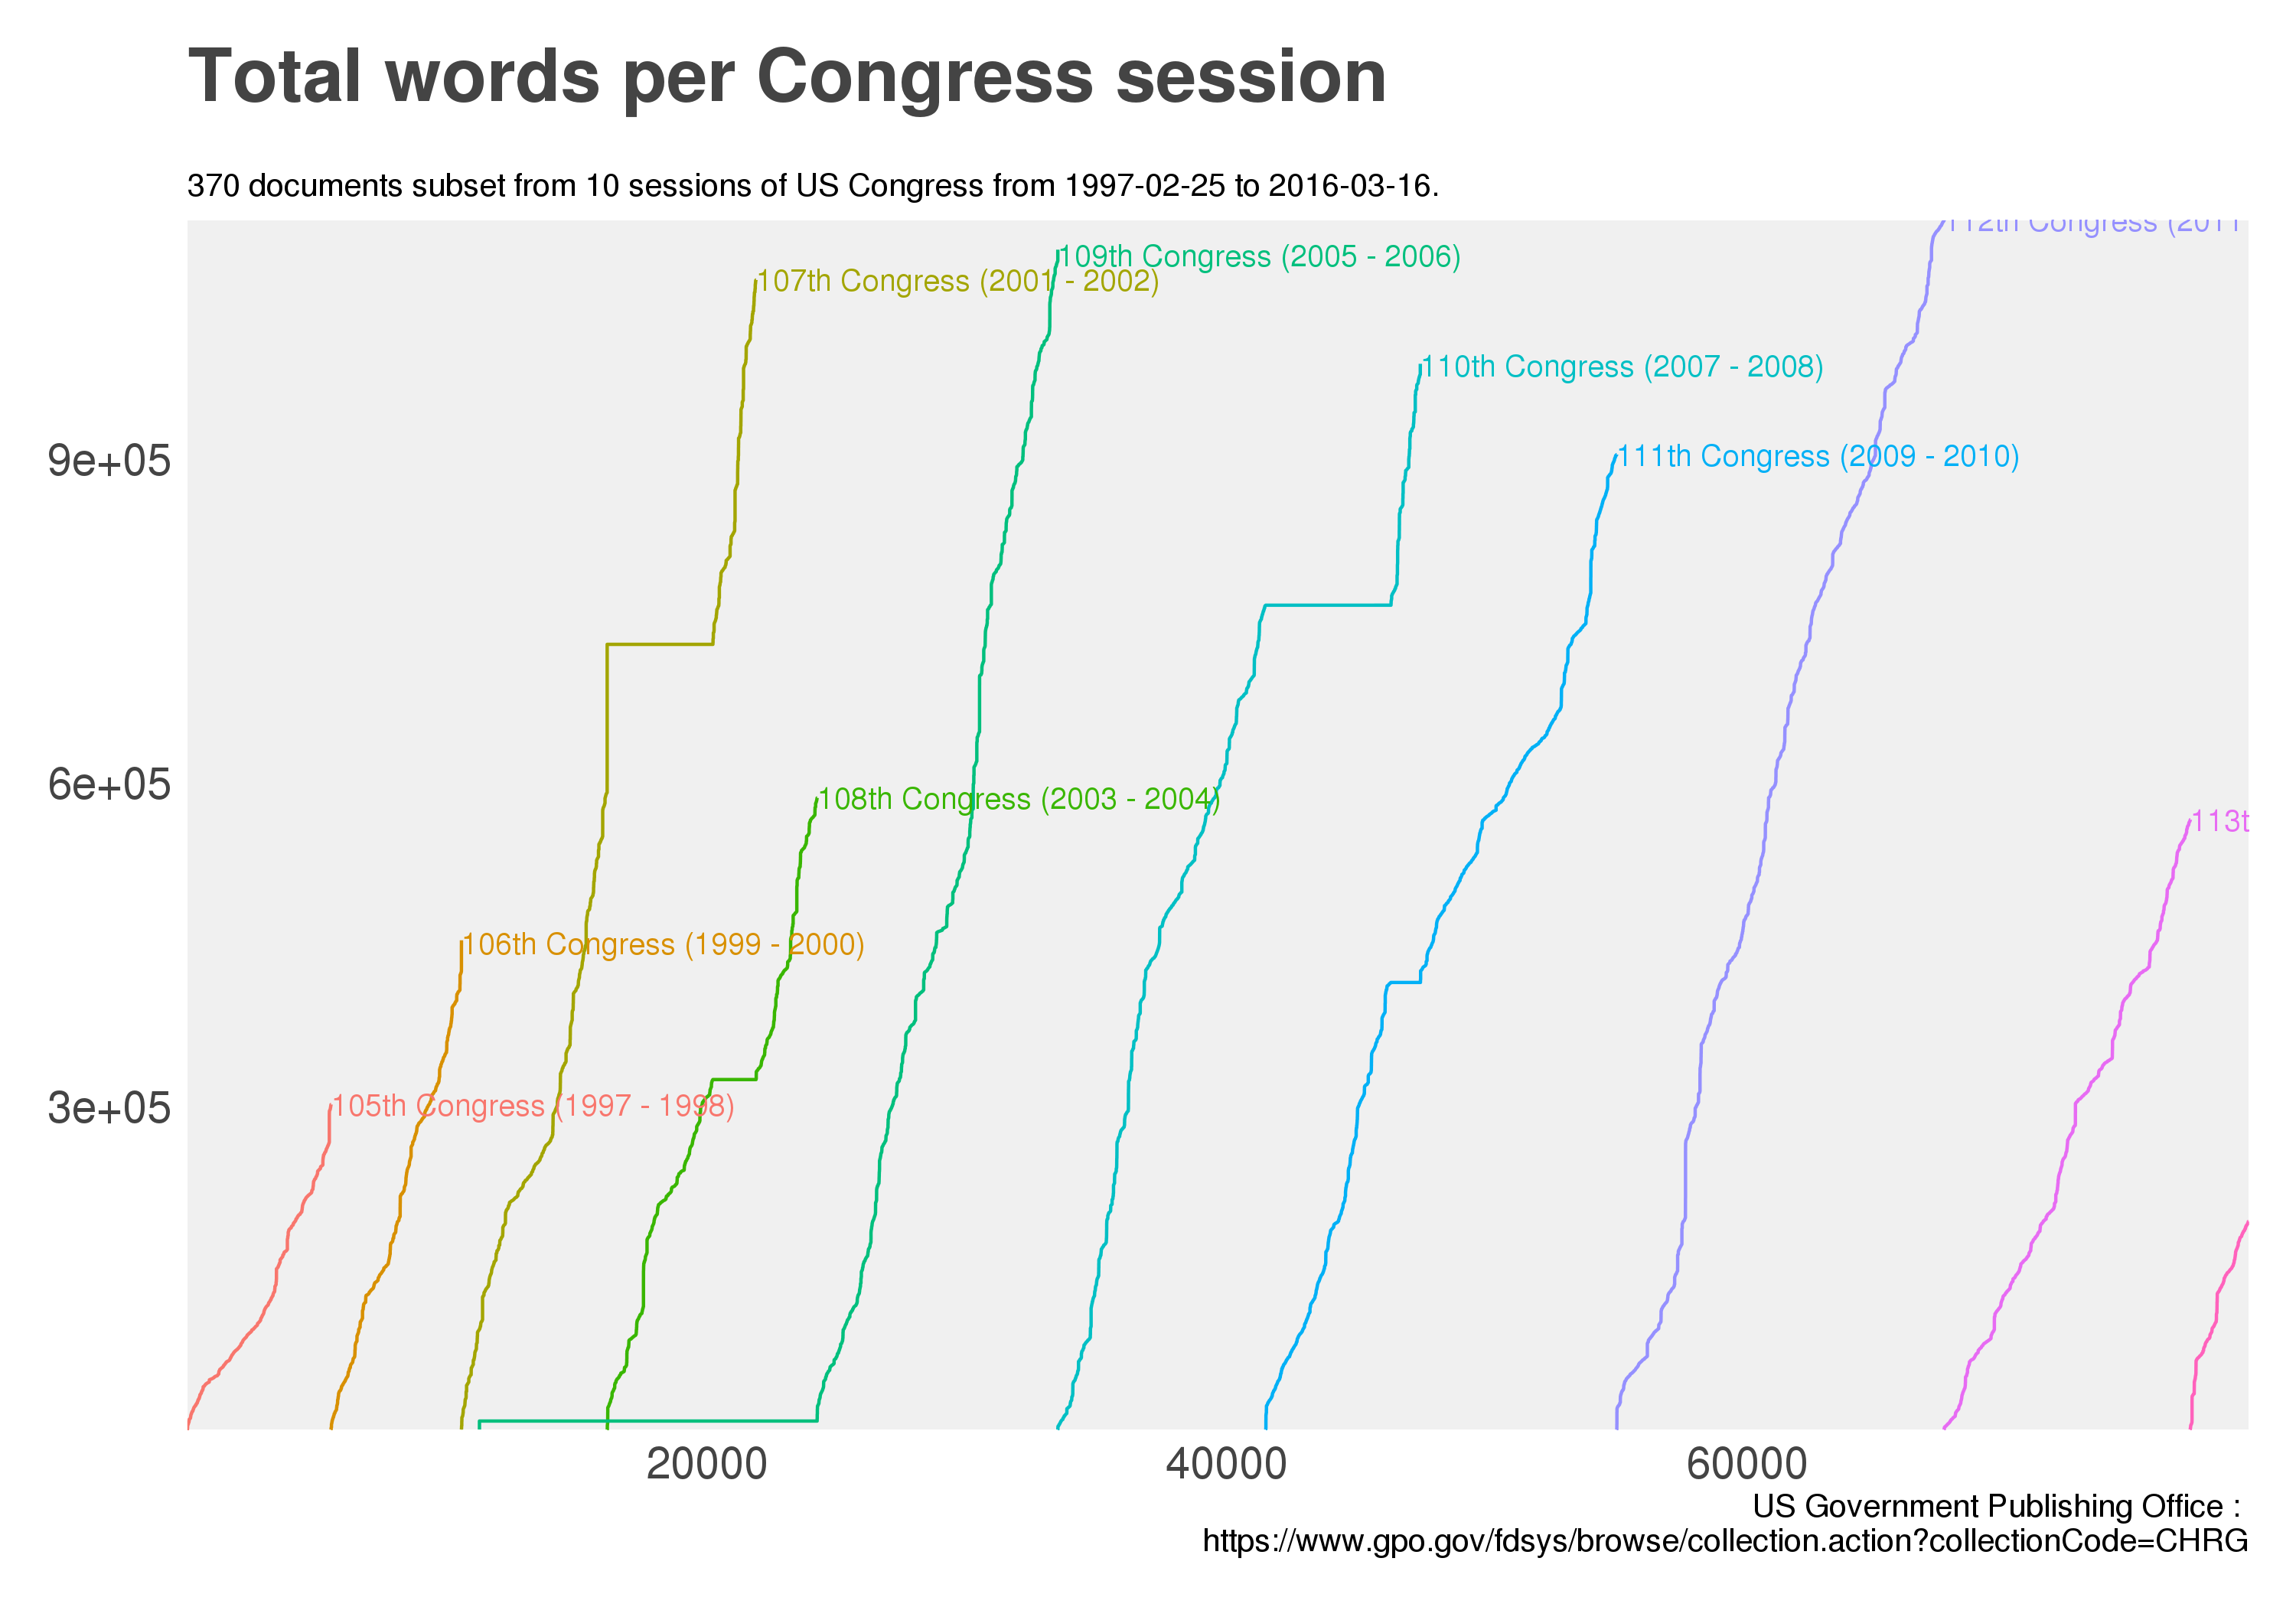 Total words per Congress session
370 documents subset from 10 sessions of US Congress from 1997-02-25 to 2016-03-16.
112th Congress (2011
109th Congress (2005 - 2006)
107th Congress (2001 - 2002)
110th Congress (2007 - 2008)
9e+05
111th Congress (2009 - 2010)
6e+05
108th Congress (2003 - 2004)
113t
106th Congress (1999 - 2000)
3e+05
105th Congress (1997 - 1998)
20000
40000
60000
US Government Publishing Office :
https://www.gpo.gov/fdsys/browse/collection.action?collectionCode=CHRG